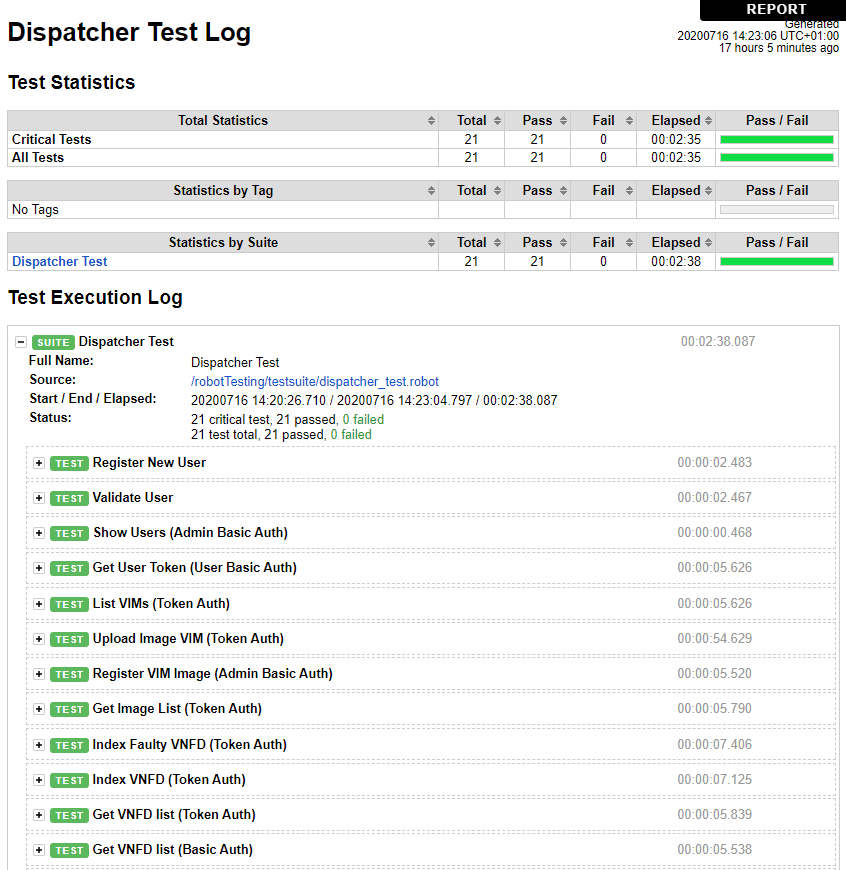 REPORT
Dispatcher Test Log
Generated
20200716 14:23:06 UTC+01:00
17 hours 5 minutes ago
Test Statistics
Total Statistics Total Pass Fail Elapsed Pass / Fail
Critical Tests 21 21 0 00:02:35
All Tests 21 21 0 00:02:35
Statistics by Tag Total Pass Fail Elapsed Pass / Fail
No Tags
Statistics by Suite Total Pass Fail Elapsed Pass / Fail
Dispatcher Test 21 21 0 00:02:38
Test Execution Log
SUITE Dispatcher Test 00:02:38.087
Full Name: Dispatcher Test
Source: /robotTesting/testsuite/dispatcher_test.robot
Start / End / Elapsed: 20200716 14:20:26.710 / 20200716 14:23:04.797 / 00:02:38.087
Status: 21 critical test, 21 passed, 0 failed
21 test total, 21 passed, 0 failed
TEST Register New User 00:00:02.483
TEST Validate User 00:00:02.467
TEST Show Users (Admin Basic Auth) 00:00:00.468
TEST Get User Token (User Basic Auth) 00:00:05.626
TEST List VIMs (Token Auth) 00:00:05.626
TEST Upload Image VIM (Token Auth) 00:00:54.629
TEST Register VIM Image (Admin Basic Auth) 00:00:05.520
TEST Get Image List (Token Auth) 00:00:05.790
TEST Index Faulty VNFD (Token Auth) 00:00:07.406
TEST Index VNFD (Token Auth) 00:00:07.125
TEST Get VNFD list (Token Auth) 00:00:05.839
TEST Get VNFD list (Basic Auth) 00:00:05.538